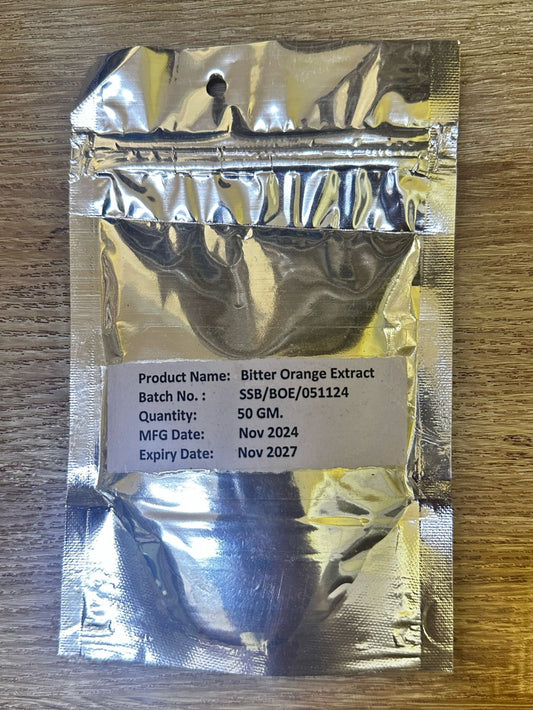 Product Name: Bitter Orange Extract
Batch No. : SSB/BOE/051124
Quantity: 50 GM.
MFG Date: Nov 2024
Expiry Date: Nov 2027